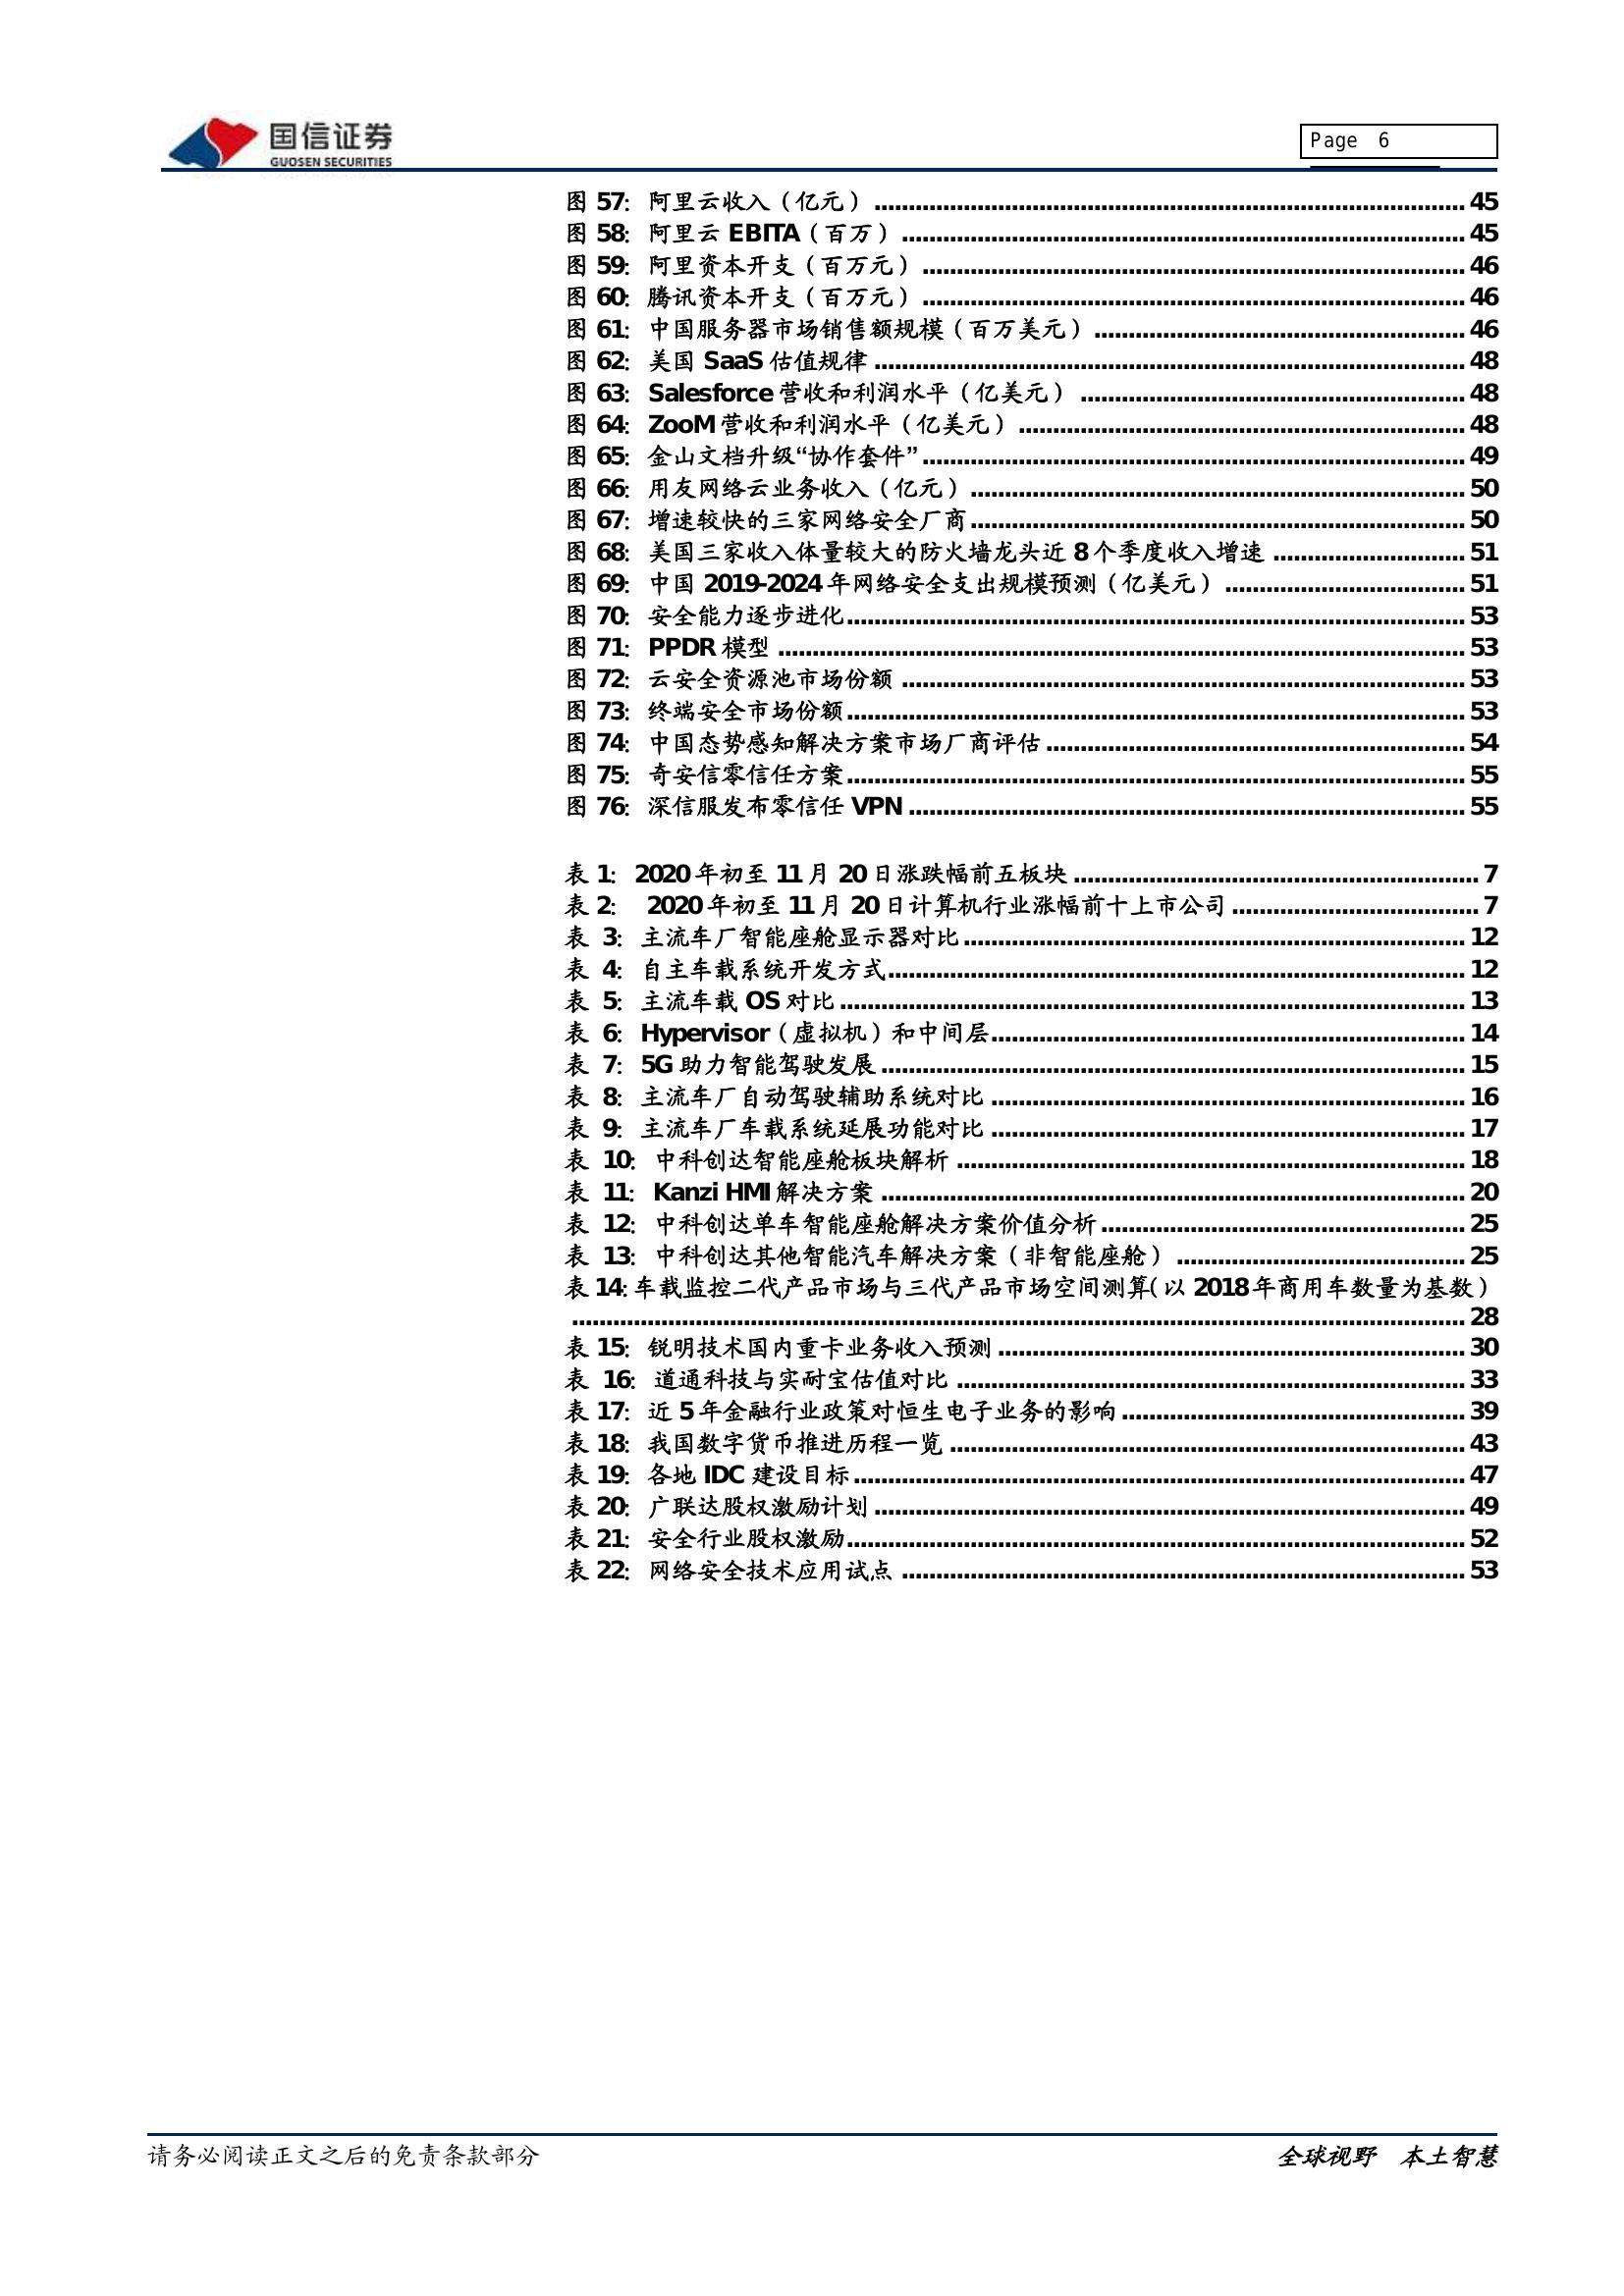 国信证券
GUOSEN SECURITIES
Page 6
图 57: 阿里云收入（亿元）...... 45
图 58: 阿里云 EBITA（百万）...... 45
图 59: 阿里资本开支（百万元）...... 46
图 60: 腾讯资本开支（百万元）...... 46
图 61: 中国服务器市场销售额规模（百万美元）...... 46
图 62: 美国 SaaS 估值规律...... 48
图 63: Salesforce 营收和利润水平（亿美元）...... 48
图 64: ZooM 营收和利润水平（亿美元）...... 48
图 65: 金山文档升级“协作套件”...... 49
图 66: 用友网络云业务收入（亿元）...... 50
图 67: 增速较快的三家网络安全厂商...... 50
图 68: 美国三家收入体量较大的防火墙龙头近 8 个季度收入增速...... 51
图 69: 中国 2019-2024 年网络安全支出规模预测（亿美元）...... 51
图 70: 安全能力逐步进化...... 53
图 71: PPDR 模型...... 53
图 72: 云安全资源池市场份额...... 53
图 73: 终端安全市场份额...... 53
图 74: 中国态势感知解决方案市场厂商评估...... 54
图 75: 奇安信零信任方案...... 55
图 76: 深信服发布零信任 VPN...... 55
表 1: 2020 年初至 11 月 20 日涨跌幅前五板块...... 7
表 2: 2020 年初至 11 月 20 日计算机行业涨幅前十上市公司...... 7
表 3: 主流车厂智能座舱显示器对比...... 12
表 4: 自主车载系统开发方式...... 12
表 5: 主流车载 OS 对比...... 13
表 6: Hypervisor（虚拟机）和中间层...... 14
表 7: 5G 助力智能驾驶发展...... 15
表 8: 主流车厂自动驾驶辅助系统对比...... 16
表 9: 主流车厂车载系统延展功能对比...... 17
表 10: 中科创达智能座舱板块解析...... 18
表 11: Kanzi HMI 解决方案...... 20
表 12: 中科创达单车智能座舱解决方案价值分析...... 25
表 13: 中科创达其他智能汽车解决方案（非智能座舱）...... 25
表 14: 车载监控二代产品市场与三代产品市场空间测算(以 2018 年商用车数量为基数）
...... 28
表 15: 锐明技术国内重卡业务收入预测...... 30
表 16: 道通科技与实耐宝估值对比...... 33
表 17: 近 5 年金融行业政策对恒生电子业务的影响...... 39
表 18: 我国数字货币推进历程一览...... 43
表 19: 各地 IDC 建设目标...... 47
表 20: 广联达股权激励计划...... 49
表 21: 安全行业股权激励...... 52
表 22: 网络安全技术应用试点...... 53
请务必阅读正文之后的免责条款部分
全球视野 本土智慧